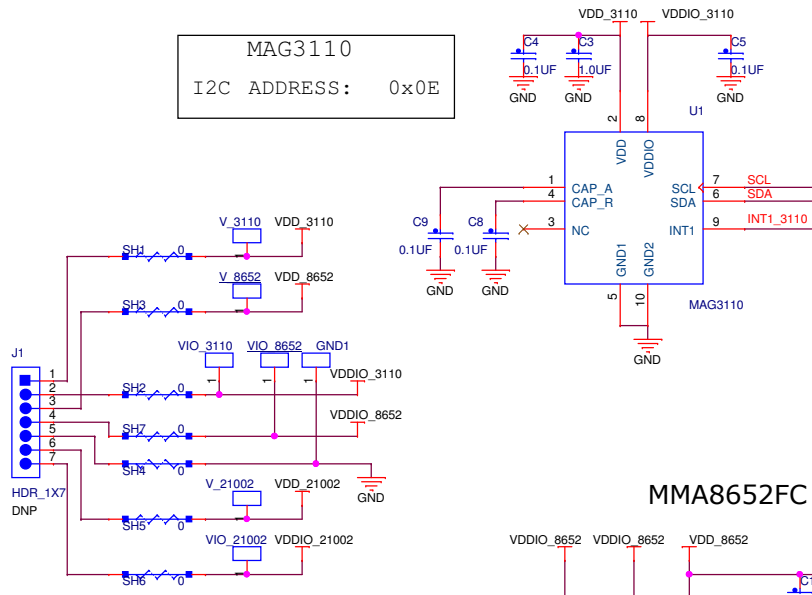 VDD_3110 VDDIO_3110
MAG3110
I2C ADDRESS: 0x0E
C4 C3 C5
0.1UF 1.0UF 0.1UF
GND GND GND
U1
2 8
VDD VDDIO
1 CAP_A SCL 7 SCL
4 CAP_R SDA 6 SDA
3 NC INT1 9 INT1_3110
C9 C8
0.1UF 0.1UF
GND GND
GND1 GND2
5 10
MAG3110
GND
V_3110 VDD_3110
SH1 0
1
V_8652 VDD_8652
SH3 0
1
J1
VIO_3110 VIO_8652 GND1
VDDIO_3110
1 1 1
1
2
3
4
5
6
7
SH2 0
VDDIO_8652
SH7 0
SH4 0
GND
HDR_1X7
DNP
V_21002 VDD_21002
1
SH5 0
VIO_21002 VDDIO_21002
1
SH6 0
MMA8652FC
VDDIO_8652 VDDIO_8652 VDD_8652